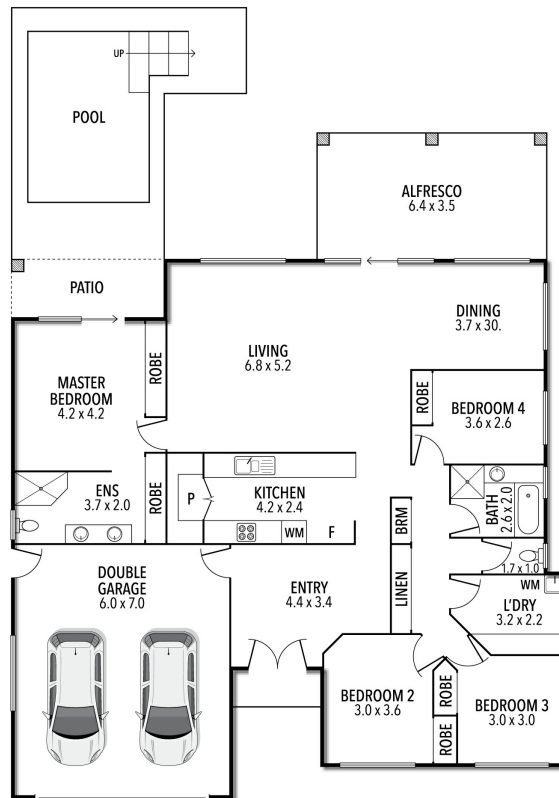 UP
POOL
ALFRESCO
6.4 x 3.5
PATIO
DINING
3.7 x 30.
LIVING
6.8 x 5.2
ROBE
MASTER
BEDROOM
4.2 x 4.2
ROBE
BEDROOM 4
3.6 x 2.6
ENS
3.7 x 2.0
ROBE
P
KITCHEN
4.2 x 2.4
WM
F
BRM
BATH
2.6 x 2.0
1.7 x 1.0
DOUBLE
GARAGE
6.0 x 7.0
ENTRY
4.4 x 3.4
LINEN
WM
L'DRY
3.2 x 2.2
BEDROOM 2
3.0 x 3.6
ROBE
ROBE
BEDROOM 3
3.0 x 3.0